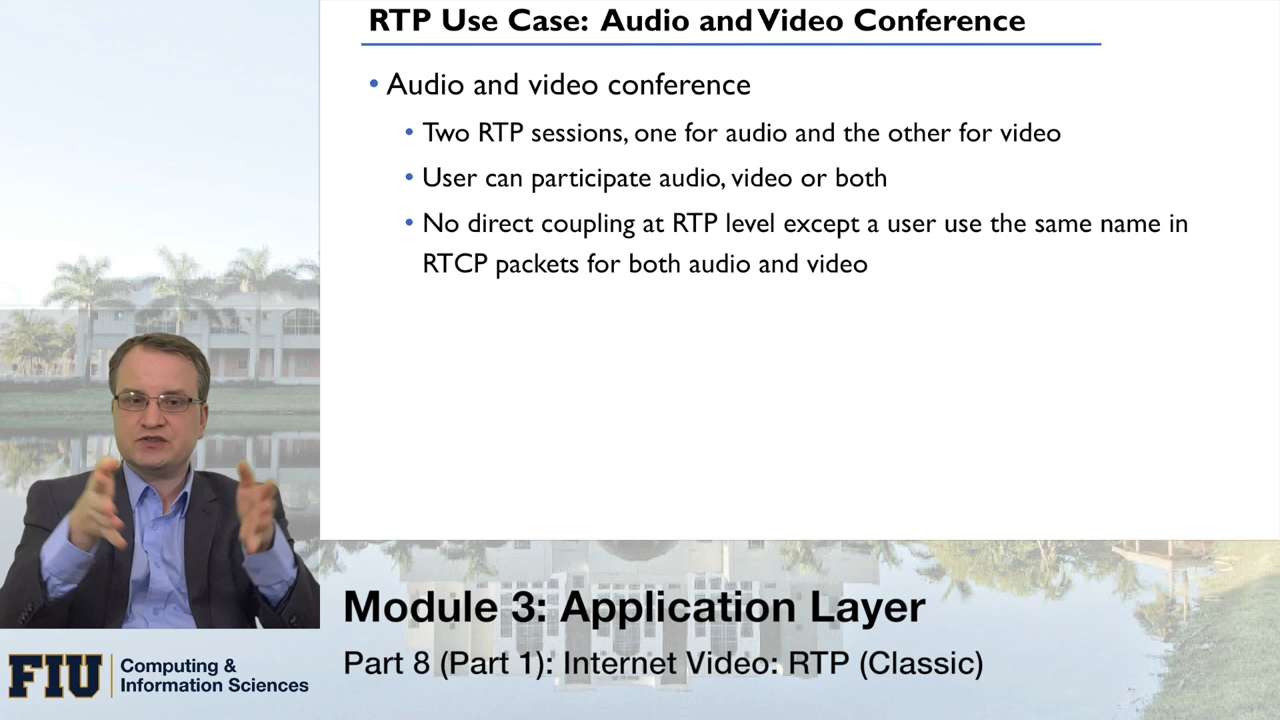 RTP Use Case: Audio and Video Conference
• Audio and video conference
• Two RTP sessions, one for audio and the other for video
• User can participate audio, video or both
• No direct coupling at RTP level except a user use the same name in
RTCP packets for both audio and video
Module 3: Application Layer
Part 8 (Part 1): Internet Video: RTP (Classic)
FIU
Computing &
Information Sciences